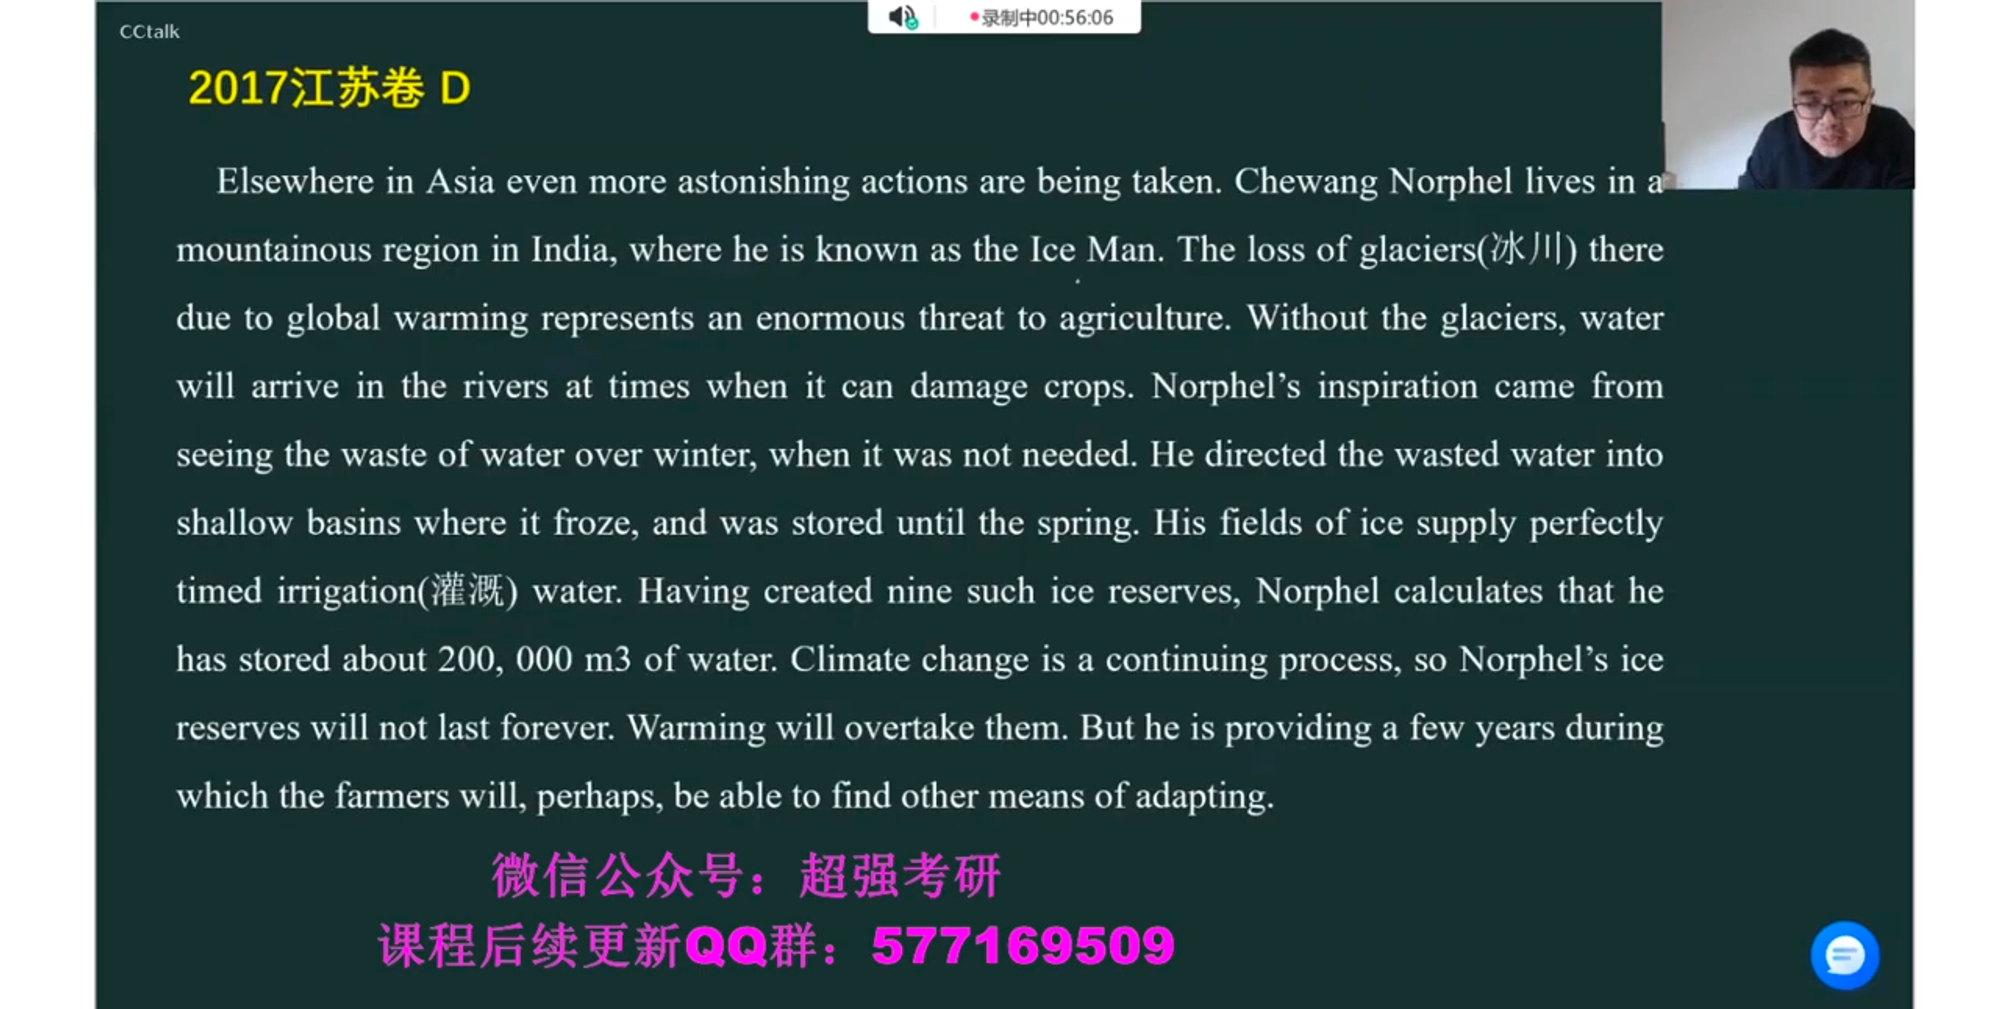 CCtalk
录制中00:56:06
2017江苏卷 D
Elsewhere in Asia even more astonishing actions are being taken. Chewang Norphel lives in a
mountainous region in India, where he is known as the Ice Man. The loss of glaciers(冰川) there
due to global warming represents an enormous threat to agriculture. Without the glaciers, water
will arrive in the rivers at times when it can damage crops. Norphel’s inspiration came from
seeing the waste of water over winter, when it was not needed. He directed the wasted water into
shallow basins where it froze, and was stored until the spring. His fields of ice supply perfectly
timed irrigation(灌溉) water. Having created nine such ice reserves, Norphel calculates that he
has stored about 200, 000 m3 of water. Climate change is a continuing process, so Norphel’s ice
reserves will not last forever. Warming will overtake them. But he is providing a few years during
which the farmers will, perhaps, be able to find other means of adapting.
微信公众号：超强考研
课程后续更新QQ群：577169509